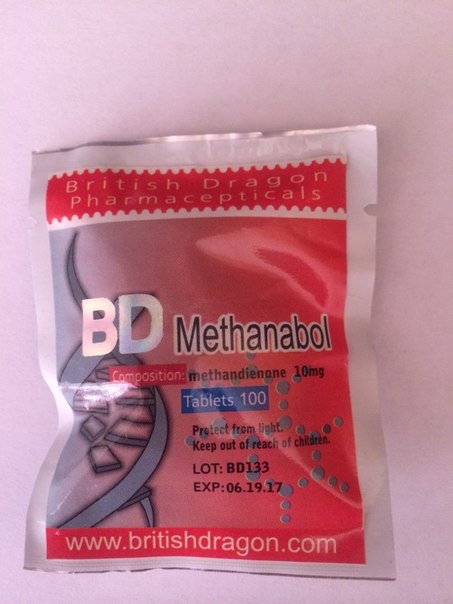 British Dragon
Pharmacepticals
BD Methanabol
Composition: methandienone 10mg
Tablets 100
Protect from light.
Keep out of reach of children.
LOT: BD133
EXP: 06.19.17
www.britishdragon.com